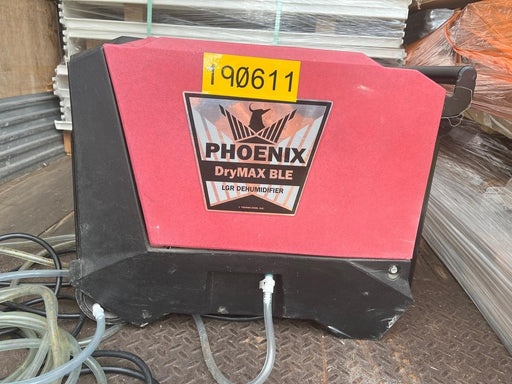 190611
PHOENIX
DryMAX BLE
LGR DEHUMIDIFIER